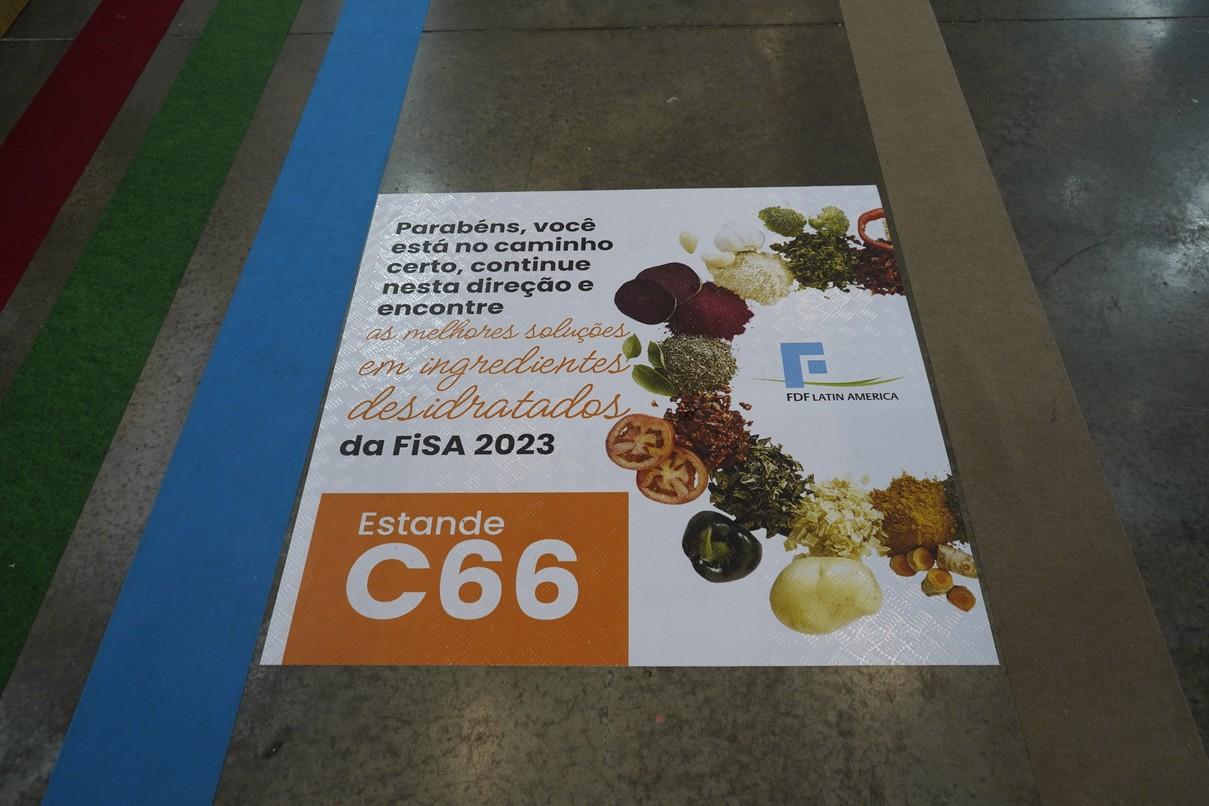 Parabéns, você
está no caminho
certo, continue
nesta direção e
encontre
as melhores soluções
em ingredientes
desidratados
da FiSA 2023
Estande
C66
FDF LATIN AMERICA